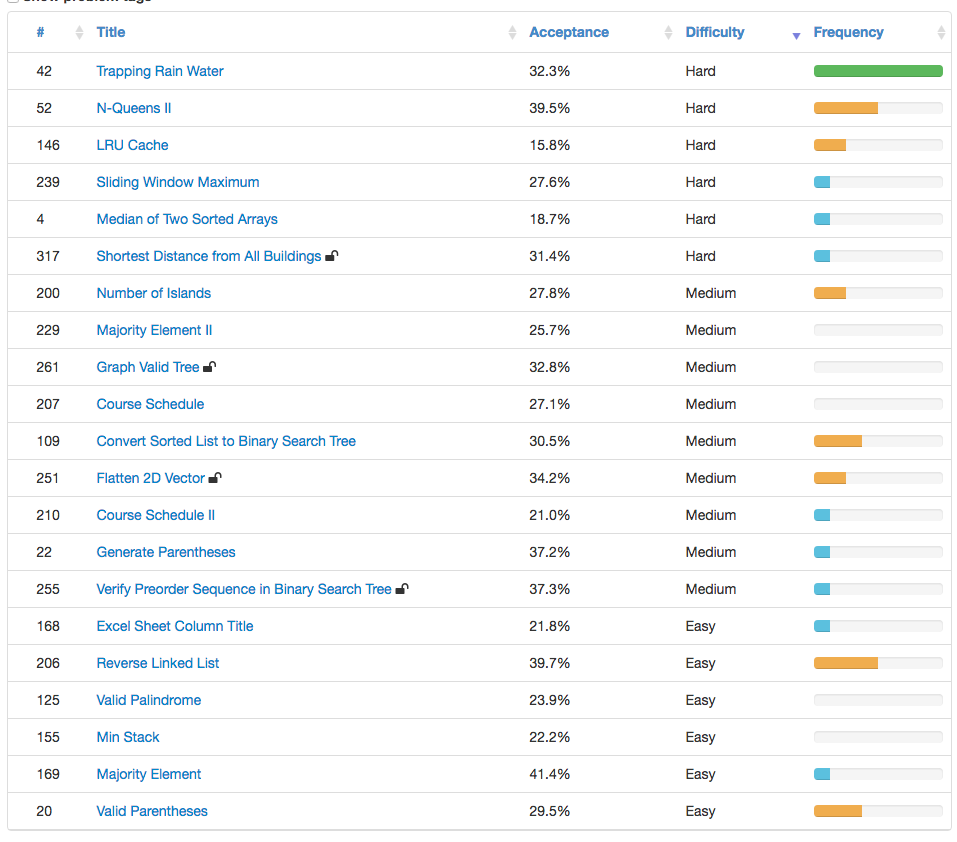 Show problem tags
# Title Acceptance Difficulty Frequency
42 Trapping Rain Water 32.3% Hard
52 N-Queens II 39.5% Hard
146 LRU Cache 15.8% Hard
239 Sliding Window Maximum 27.6% Hard
4 Median of Two Sorted Arrays 18.7% Hard
317 Shortest Distance from All Buildings 31.4% Hard
200 Number of Islands 27.8% Medium
229 Majority Element II 25.7% Medium
261 Graph Valid Tree 32.8% Medium
207 Course Schedule 27.1% Medium
109 Convert Sorted List to Binary Search Tree 30.5% Medium
251 Flatten 2D Vector 34.2% Medium
210 Course Schedule II 21.0% Medium
22 Generate Parentheses 37.2% Medium
255 Verify Preorder Sequence in Binary Search Tree 37.3% Medium
168 Excel Sheet Column Title 21.8% Easy
206 Reverse Linked List 39.7% Easy
125 Valid Palindrome 23.9% Easy
155 Min Stack 22.2% Easy
169 Majority Element 41.4% Easy
20 Valid Parentheses 29.5% Easy